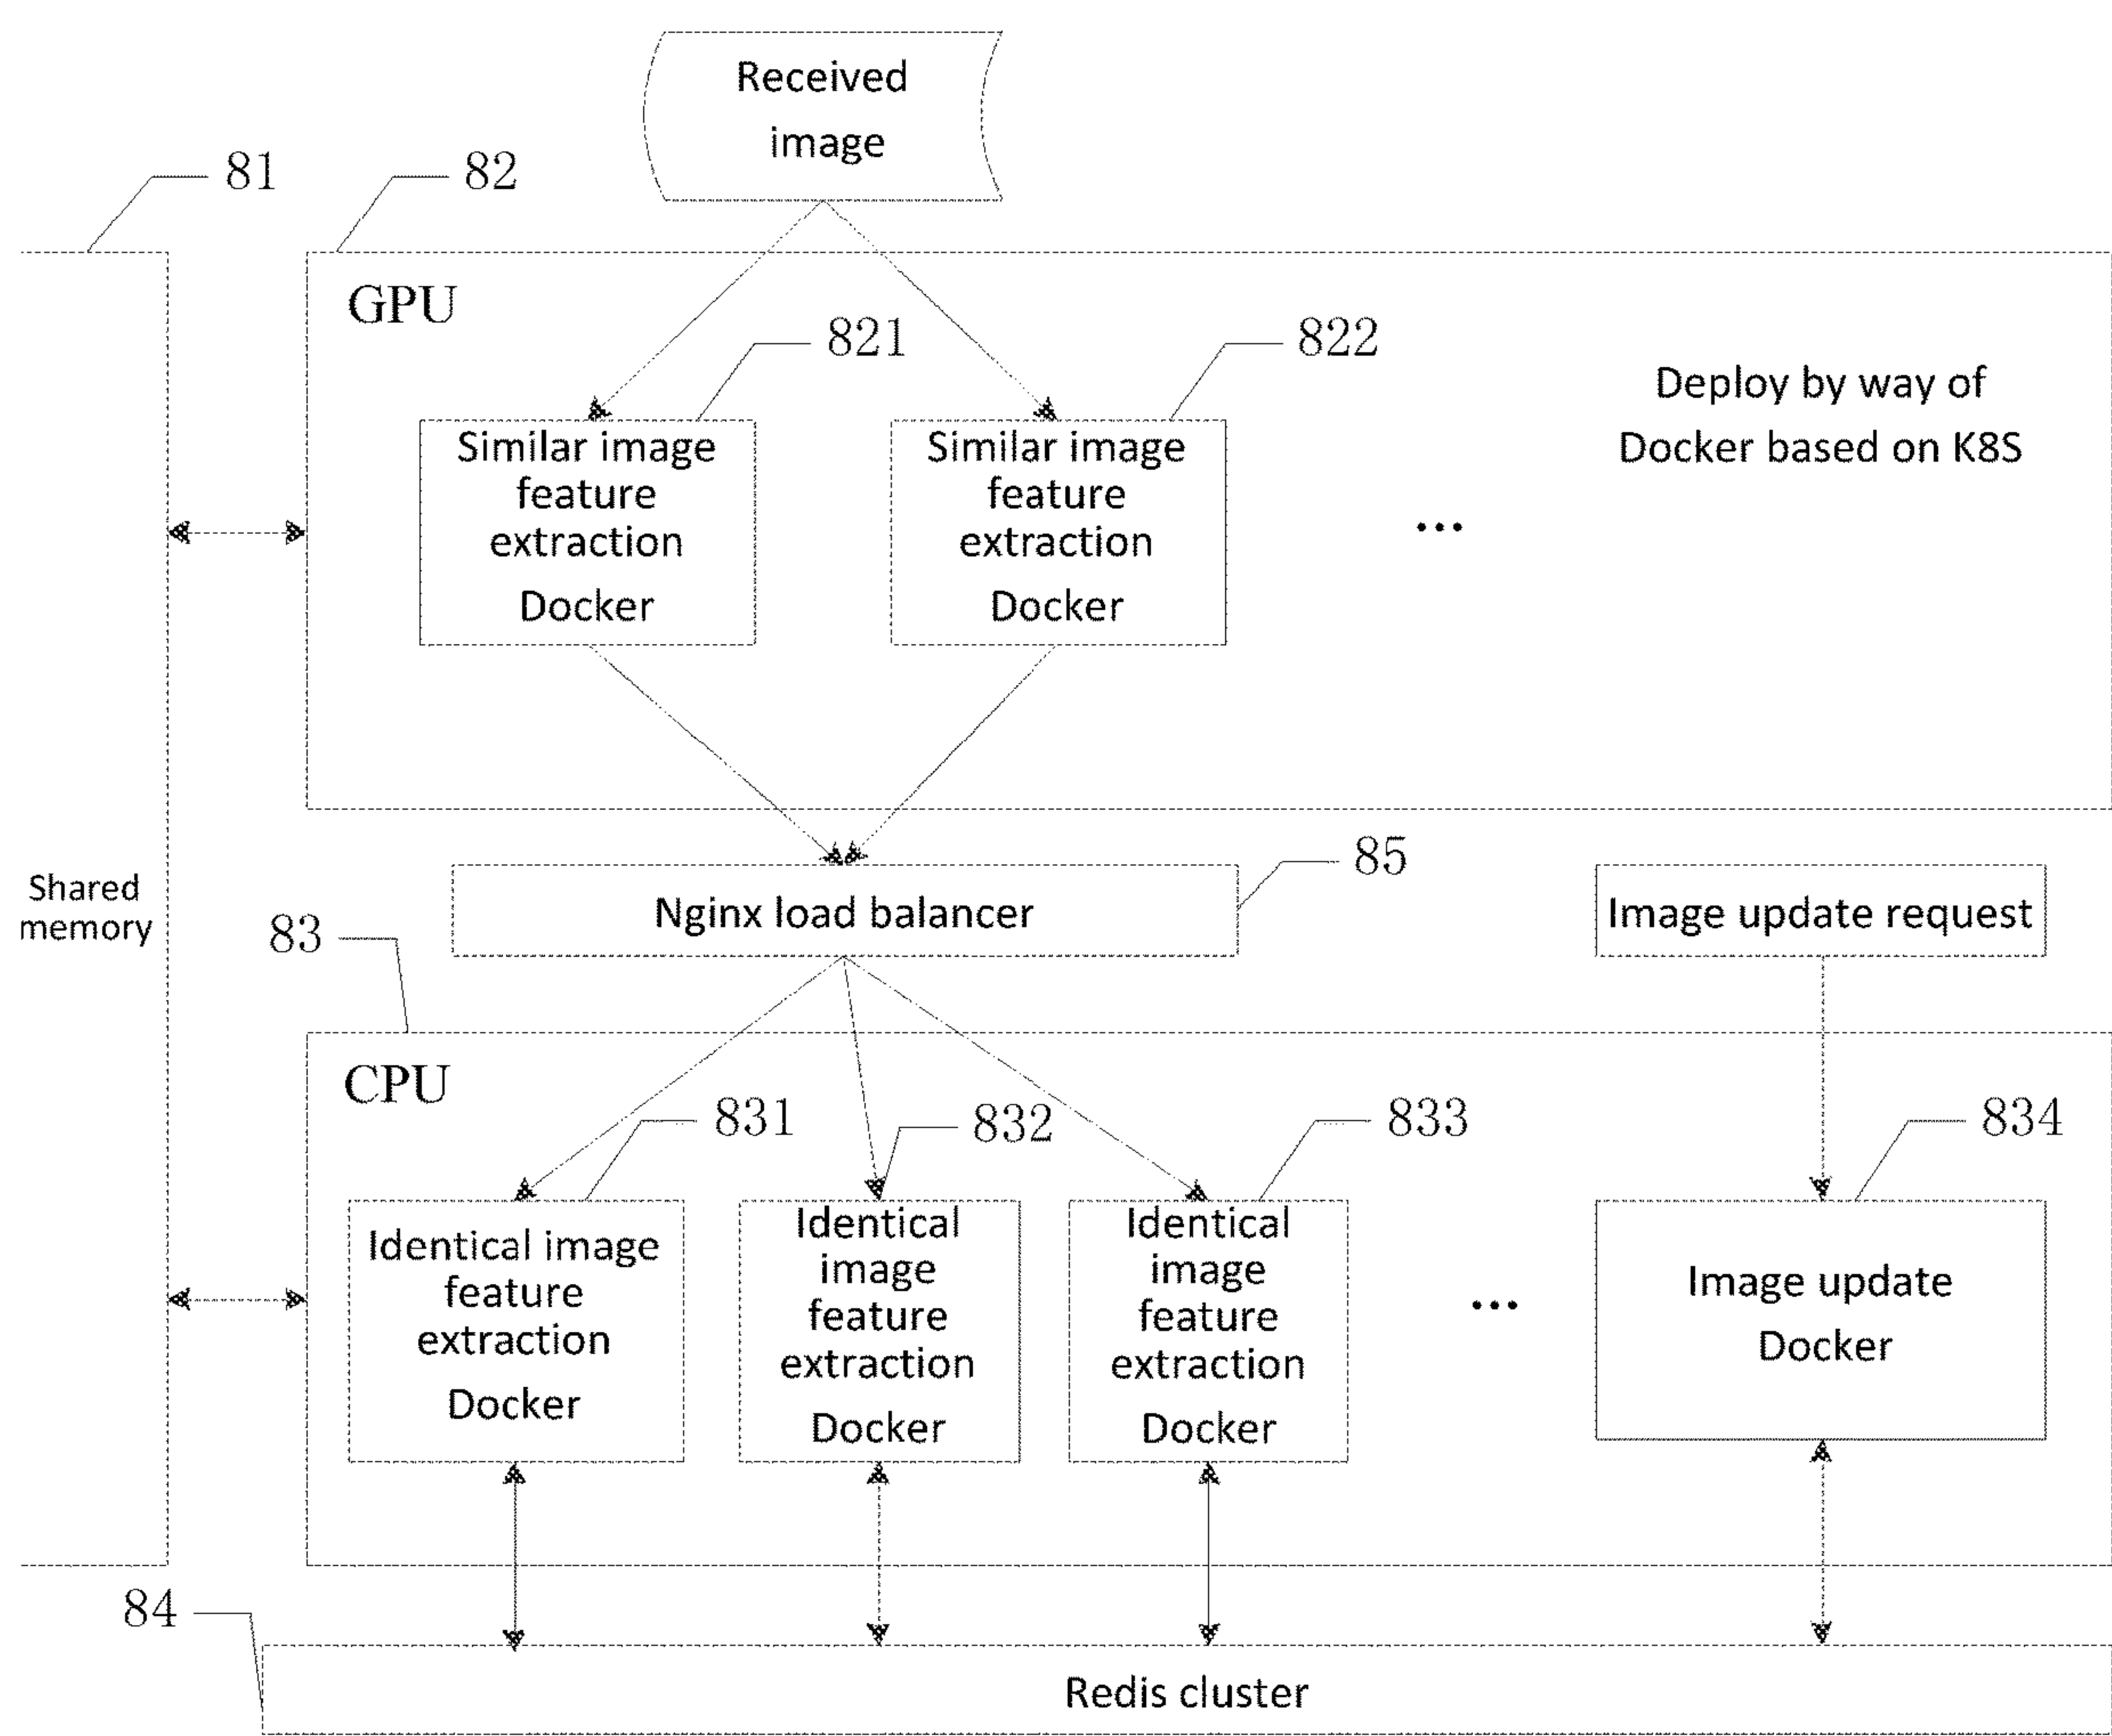 Received
image
81
82
GPU
821
822
Deploy by way of
Docker based on K8S
Similar image
feature
extraction
Docker
Similar image
feature
extraction
Docker
...
85
Shared
memory
Nginx load balancer
Image update request
83
CPU
831
832
833
834
Identical image
feature
extraction
Docker
Identical
image
feature
extraction
Docker
Identical
image
feature
extraction
Docker
...
Image update
Docker
84
Redis cluster